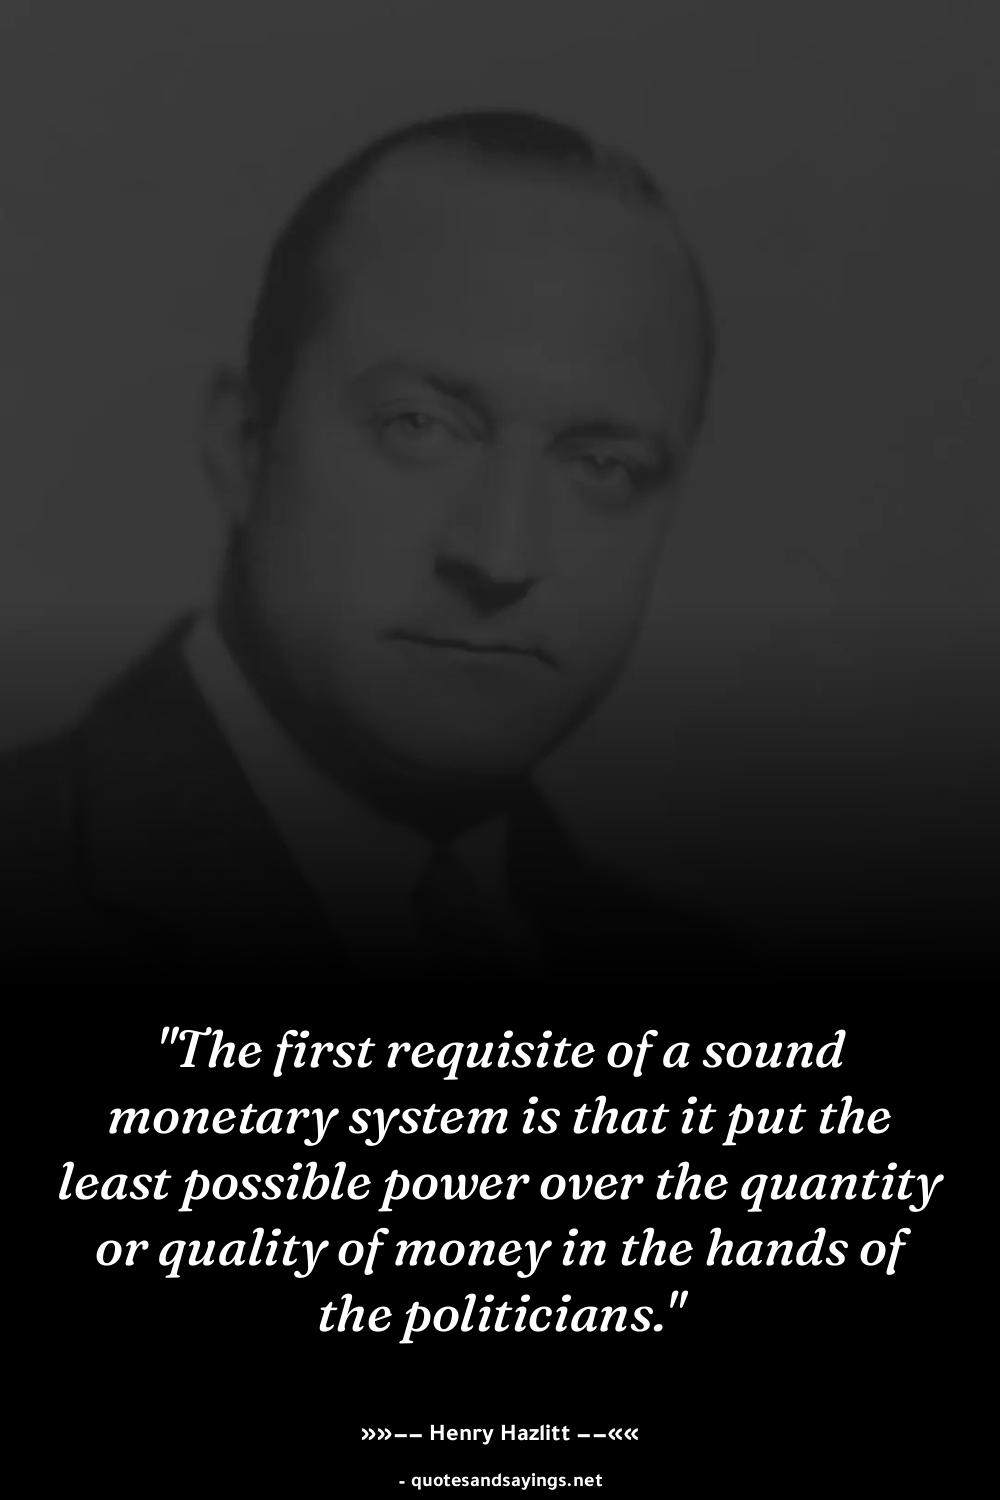 "The first requisite of a sound
monetary system is that it put the
least possible power over the quantity
or quality of money in the hands of
the politicians."
»»−− Henry Hazlitt −−««
- quotesandsayings.net